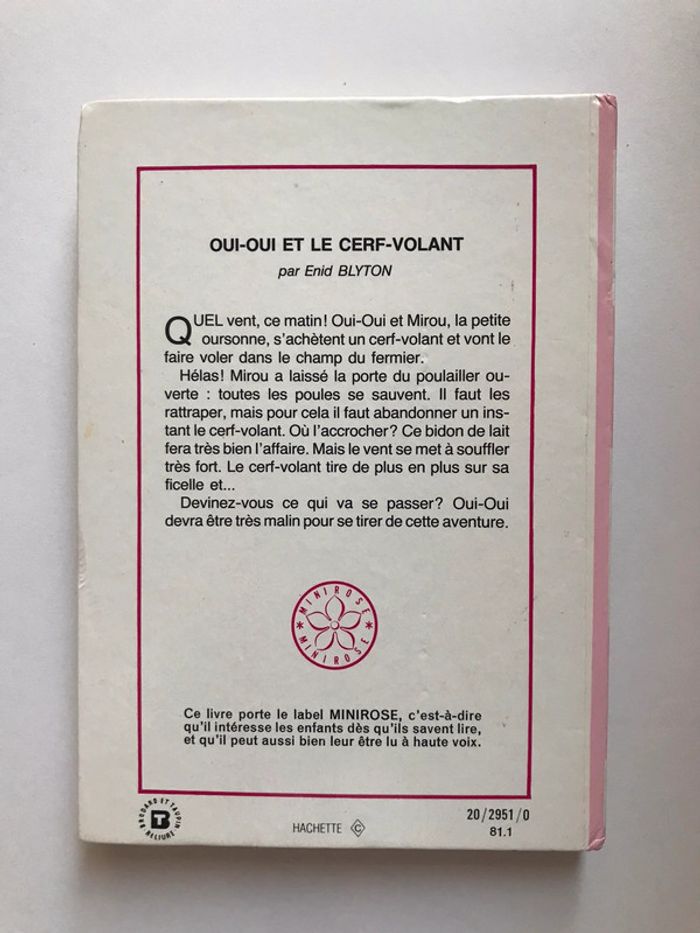 OUI-OUI ET LE CERF-VOLANT
par Enid BLYTON
QUEL vent, ce matin! Oui-Oui et Mirou, la petite
oursonne, s'achètent un cerf-volant et vont le
faire voler dans le champ du fermier.
Hélas! Mirou a laissé la porte du poulailler ou-
verte : toutes les poules se sauvent. Il faut les
rattraper, mais pour cela il faut abandonner un ins-
tant le cerf-volant. Où l'accrocher? Ce bidon de lait
fera très bien l'affaire. Mais le vent se met à souffler
très fort. Le cerf-volant tire de plus en plus sur sa
ficelle et...
Devinez-vous ce qui va se passer? Oui-Oui
devra être très malin pour se tirer de cette aventure.
MINIROSE
MINIROSE
Ce livre porte le label MINIROSE, c'est-à-dire
qu'il intéresse les enfants dès qu'ils savent lire,
et qu'il peut aussi bien leur être lu à haute voix.
BRODARD ET TAUPIN
RELIURE
HACHETTE C
20/2951/0
81.1